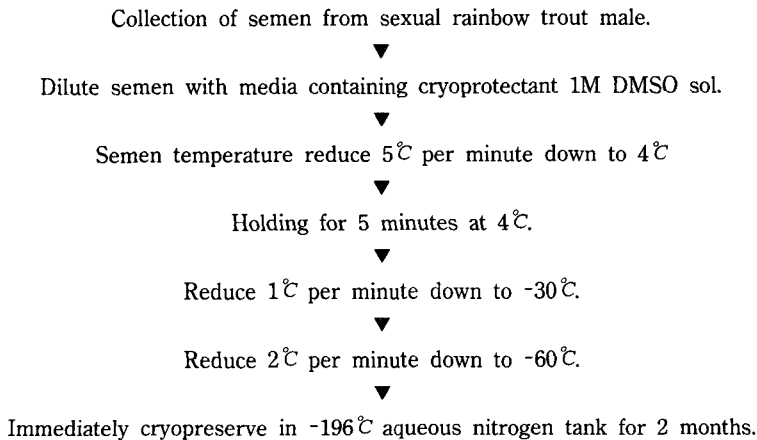 Collection of semen from sexual rainbow trout male.
▼
Dilute semen with media containing cryoprotectant 1M DMSO sol.
▼
Semen temperature reduce 5℃ per minute down to 4℃
▼
Holding for 5 minutes at 4℃.
▼
Reduce 1℃ per minute down to -30℃.
▼
Reduce 2℃ per minute down to -60℃.
▼
Immediately cryopreserve in -196℃ aqueous nitrogen tank for 2 months.